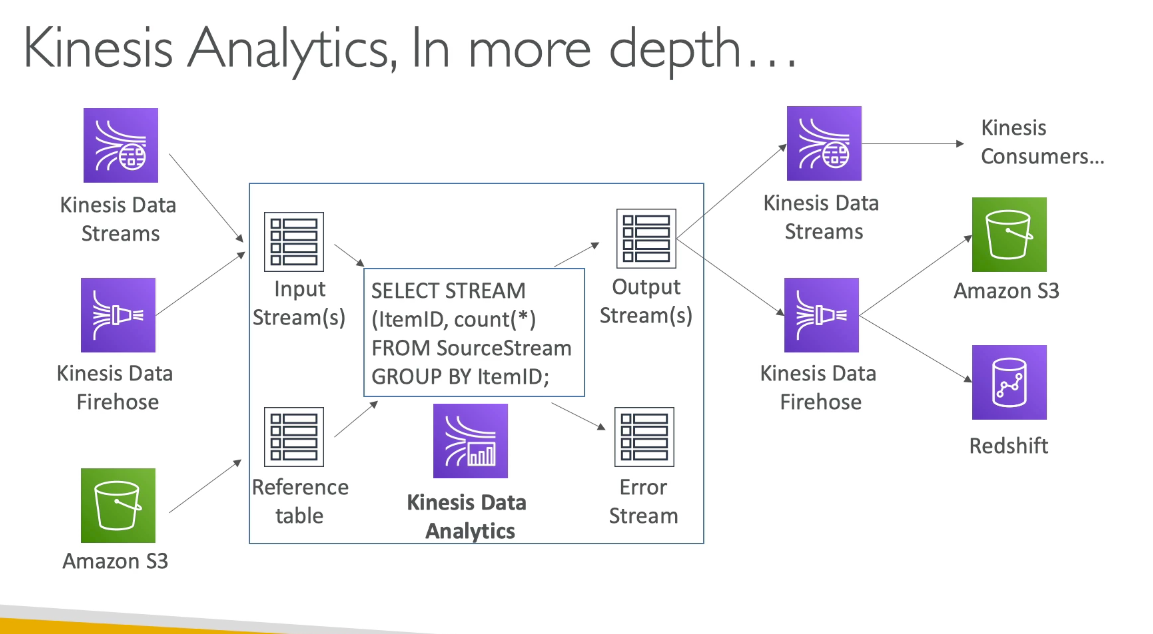 Kinesis Analytics, In more depth…
Kinesis Data
Streams
Kinesis Data
Firehose
Amazon S3
Input
Stream(s)
Reference
table
SELECT STREAM
(ItemID, count(*)
FROM SourceStream
GROUP BY ItemID;
Kinesis Data
Analytics
Output
Stream(s)
Error
Stream
Kinesis Data
Streams
Kinesis Data
Firehose
Kinesis
Consumers…
Amazon S3
Redshift